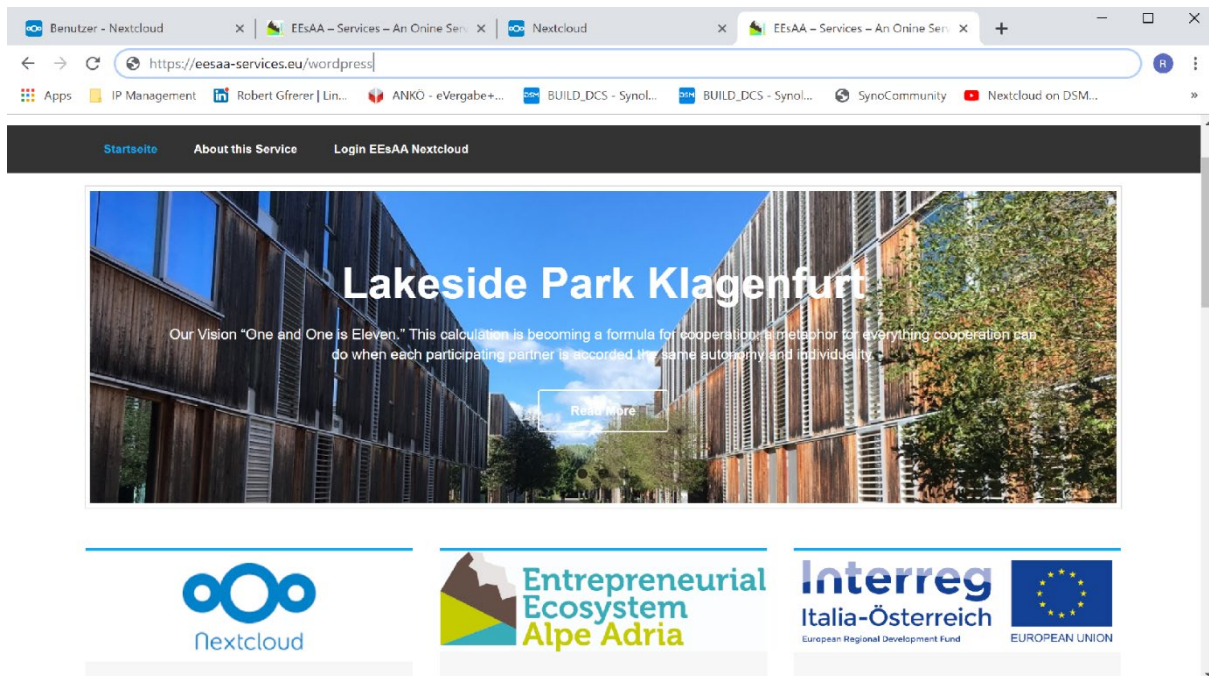 Benutzer - Nextcloud
EEsAA – Services – An Onine Serv
Nextcloud
EEsAA – Services – An Onine Serv
https://eesaa-services.eu/wordpress
R
Apps
IP Management
Robert Gfrerer | Lin...
ANKÖ - eVergabe+...
BUILD_DCS - Synol...
BUILD_DCS - Synol...
SynoCommunity
Nextcloud on DSM...
Startseite
About this Service
Login EEsAA Nextcloud
Lakeside Park Klagenfurt
Our Vision “One and One is Eleven.” This calculation is becoming a formula for cooperation; a metaphor for everything cooperation can
do when each participating partner is accorded the same autonomy and individuality.
Read More
Nextcloud
Entrepreneurial
Ecosystem
Alpe Adria
Interreg
Italia-Österreich
European Regional Development Fund
EUROPEAN UNION